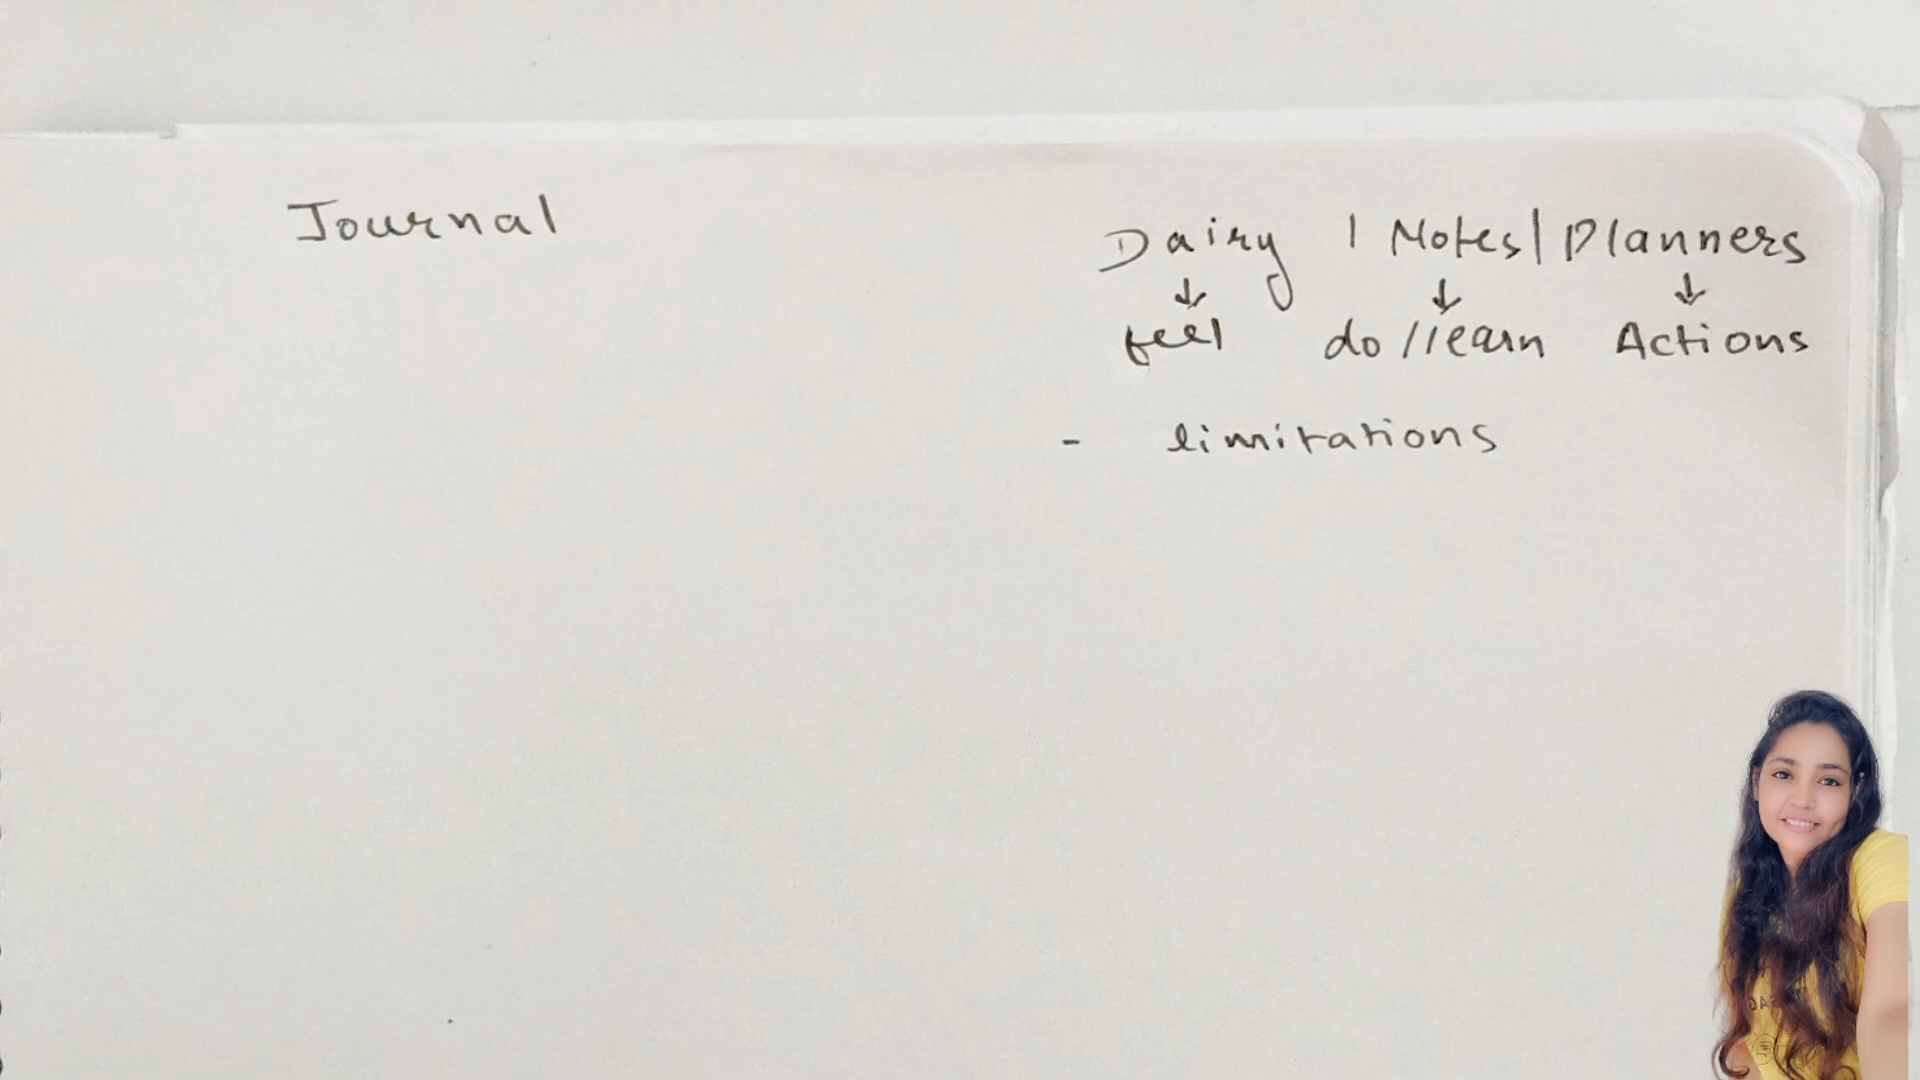 Journal
Dairy | Notes | Planners
↓ ↓ ↓
feel do / learn Actions
- limitations